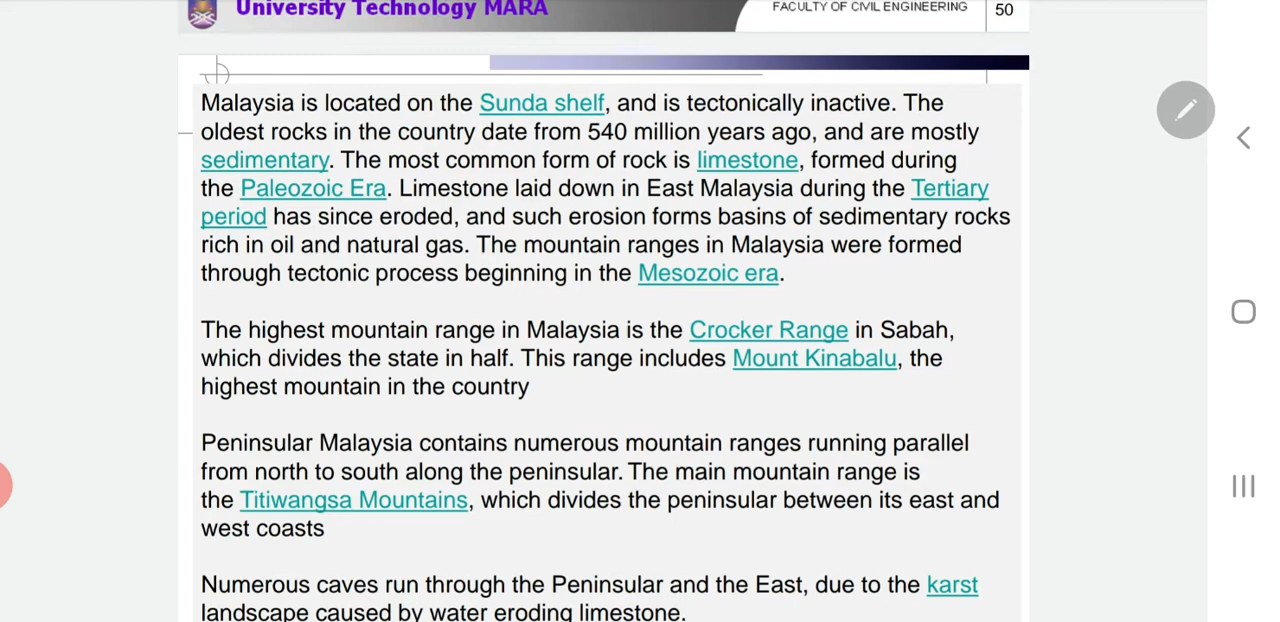 University Technology MARA
FACULTY OF CIVIL ENGINEERING
50
Malaysia is located on the Sunda shelf, and is tectonically inactive. The
oldest rocks in the country date from 540 million years ago, and are mostly
sedimentary. The most common form of rock is limestone, formed during
the Paleozoic Era. Limestone laid down in East Malaysia during the Tertiary
period has since eroded, and such erosion forms basins of sedimentary rocks
rich in oil and natural gas. The mountain ranges in Malaysia were formed
through tectonic process beginning in the Mesozoic era.
The highest mountain range in Malaysia is the Crocker Range in Sabah,
which divides the state in half. This range includes Mount Kinabalu, the
highest mountain in the country
Peninsular Malaysia contains numerous mountain ranges running parallel
from north to south along the peninsular. The main mountain range is
the Titiwangsa Mountains, which divides the peninsular between its east and
west coasts
Numerous caves run through the Peninsular and the East, due to the karst
landscape caused by water eroding limestone.